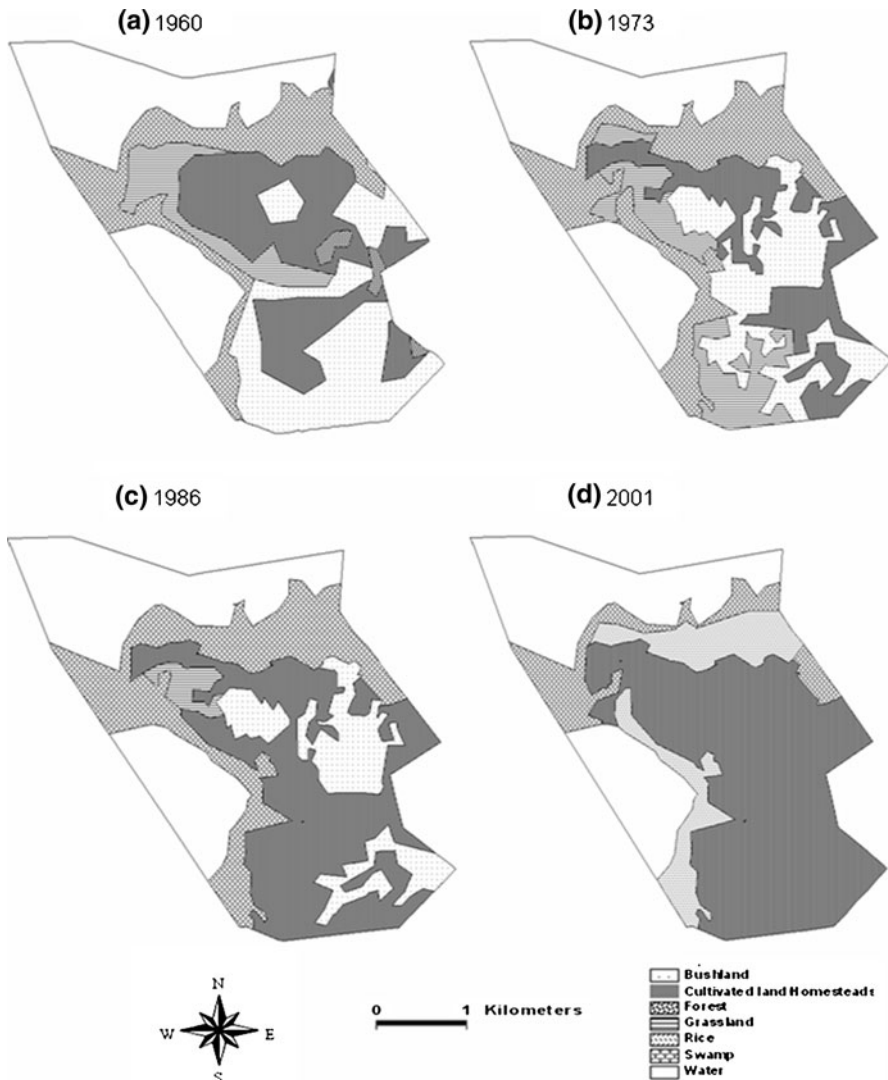 (a) 1960
(b) 1973
(c) 1986
(d) 2001
N
W E
S
0 1 Kilometers
Bushland
Cultivated land Homesteads
Forest
Grassland
Rice
Swamp
Water